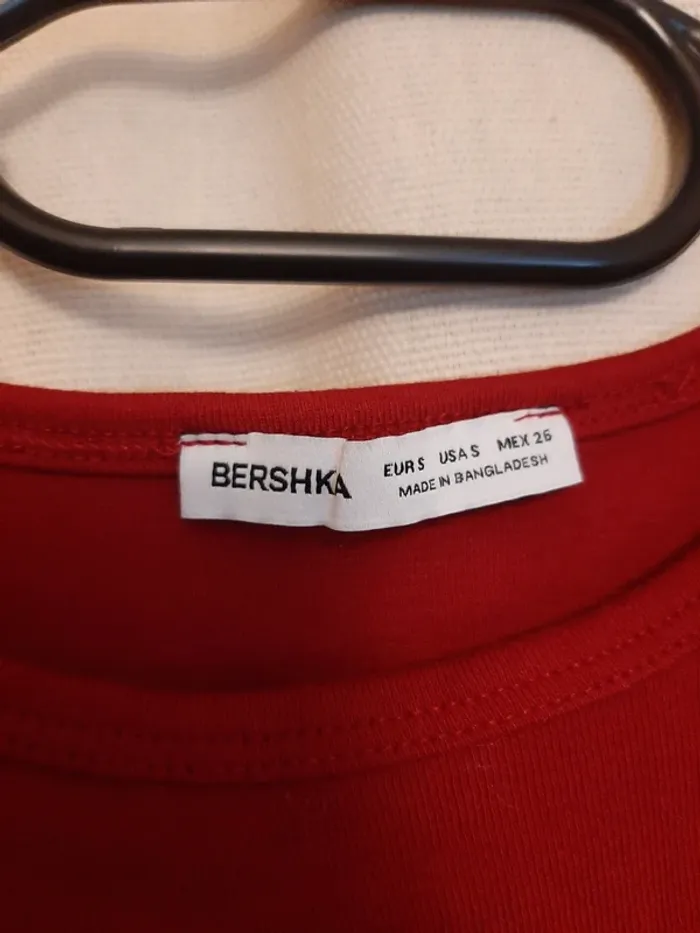 BERSHKA
EUR S USA S MEX 26
MADE IN BANGLADESH